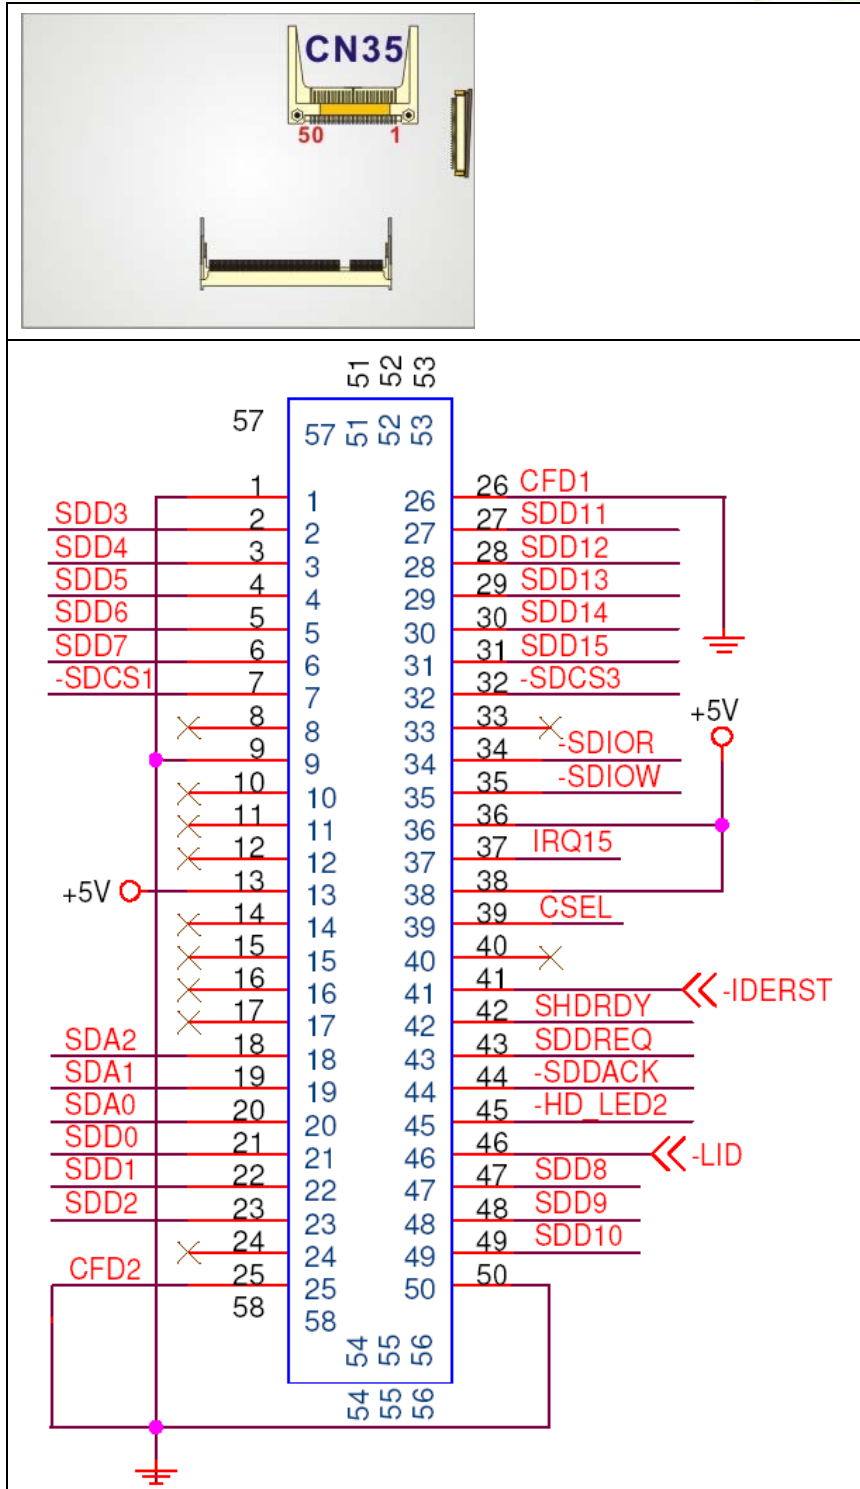 CN35
50 1
51 52 53
57
57 51 52 53
1 1 26 26 CFD1
SDD3 2 2 27 27 SDD11
SDD4 3 3 28 28 SDD12
SDD5 4 4 29 29 SDD13
SDD6 5 5 30 30 SDD14
SDD7 6 6 31 31 SDD15
-SDCS1 7 7 32 32 -SDCS3
8 8 33 33
+5V
9 9 34 34 -SDIOR
10 10 35 35 -SDIOW
11 11 36 36
12 12 37 37 IRQ15
+5V 13 13 38 38
14 14 39 39 CSEL
15 15 40 40
16 16 41 41 -IDERST
17 17 42 42 SHDRDY
SDA2 18 18 43 43 SDDREQ
SDA1 19 19 44 44 -SDDACK
SDA0 20 20 45 45 -HD_LED2
SDD0 21 21 46 46 -LID
SDD1 22 22 47 47 SDD8
SDD2 23 23 48 48 SDD9
24 24 49 49 SDD10
CFD2 25 25 50 50
58 58
54 55 56
54 55 56